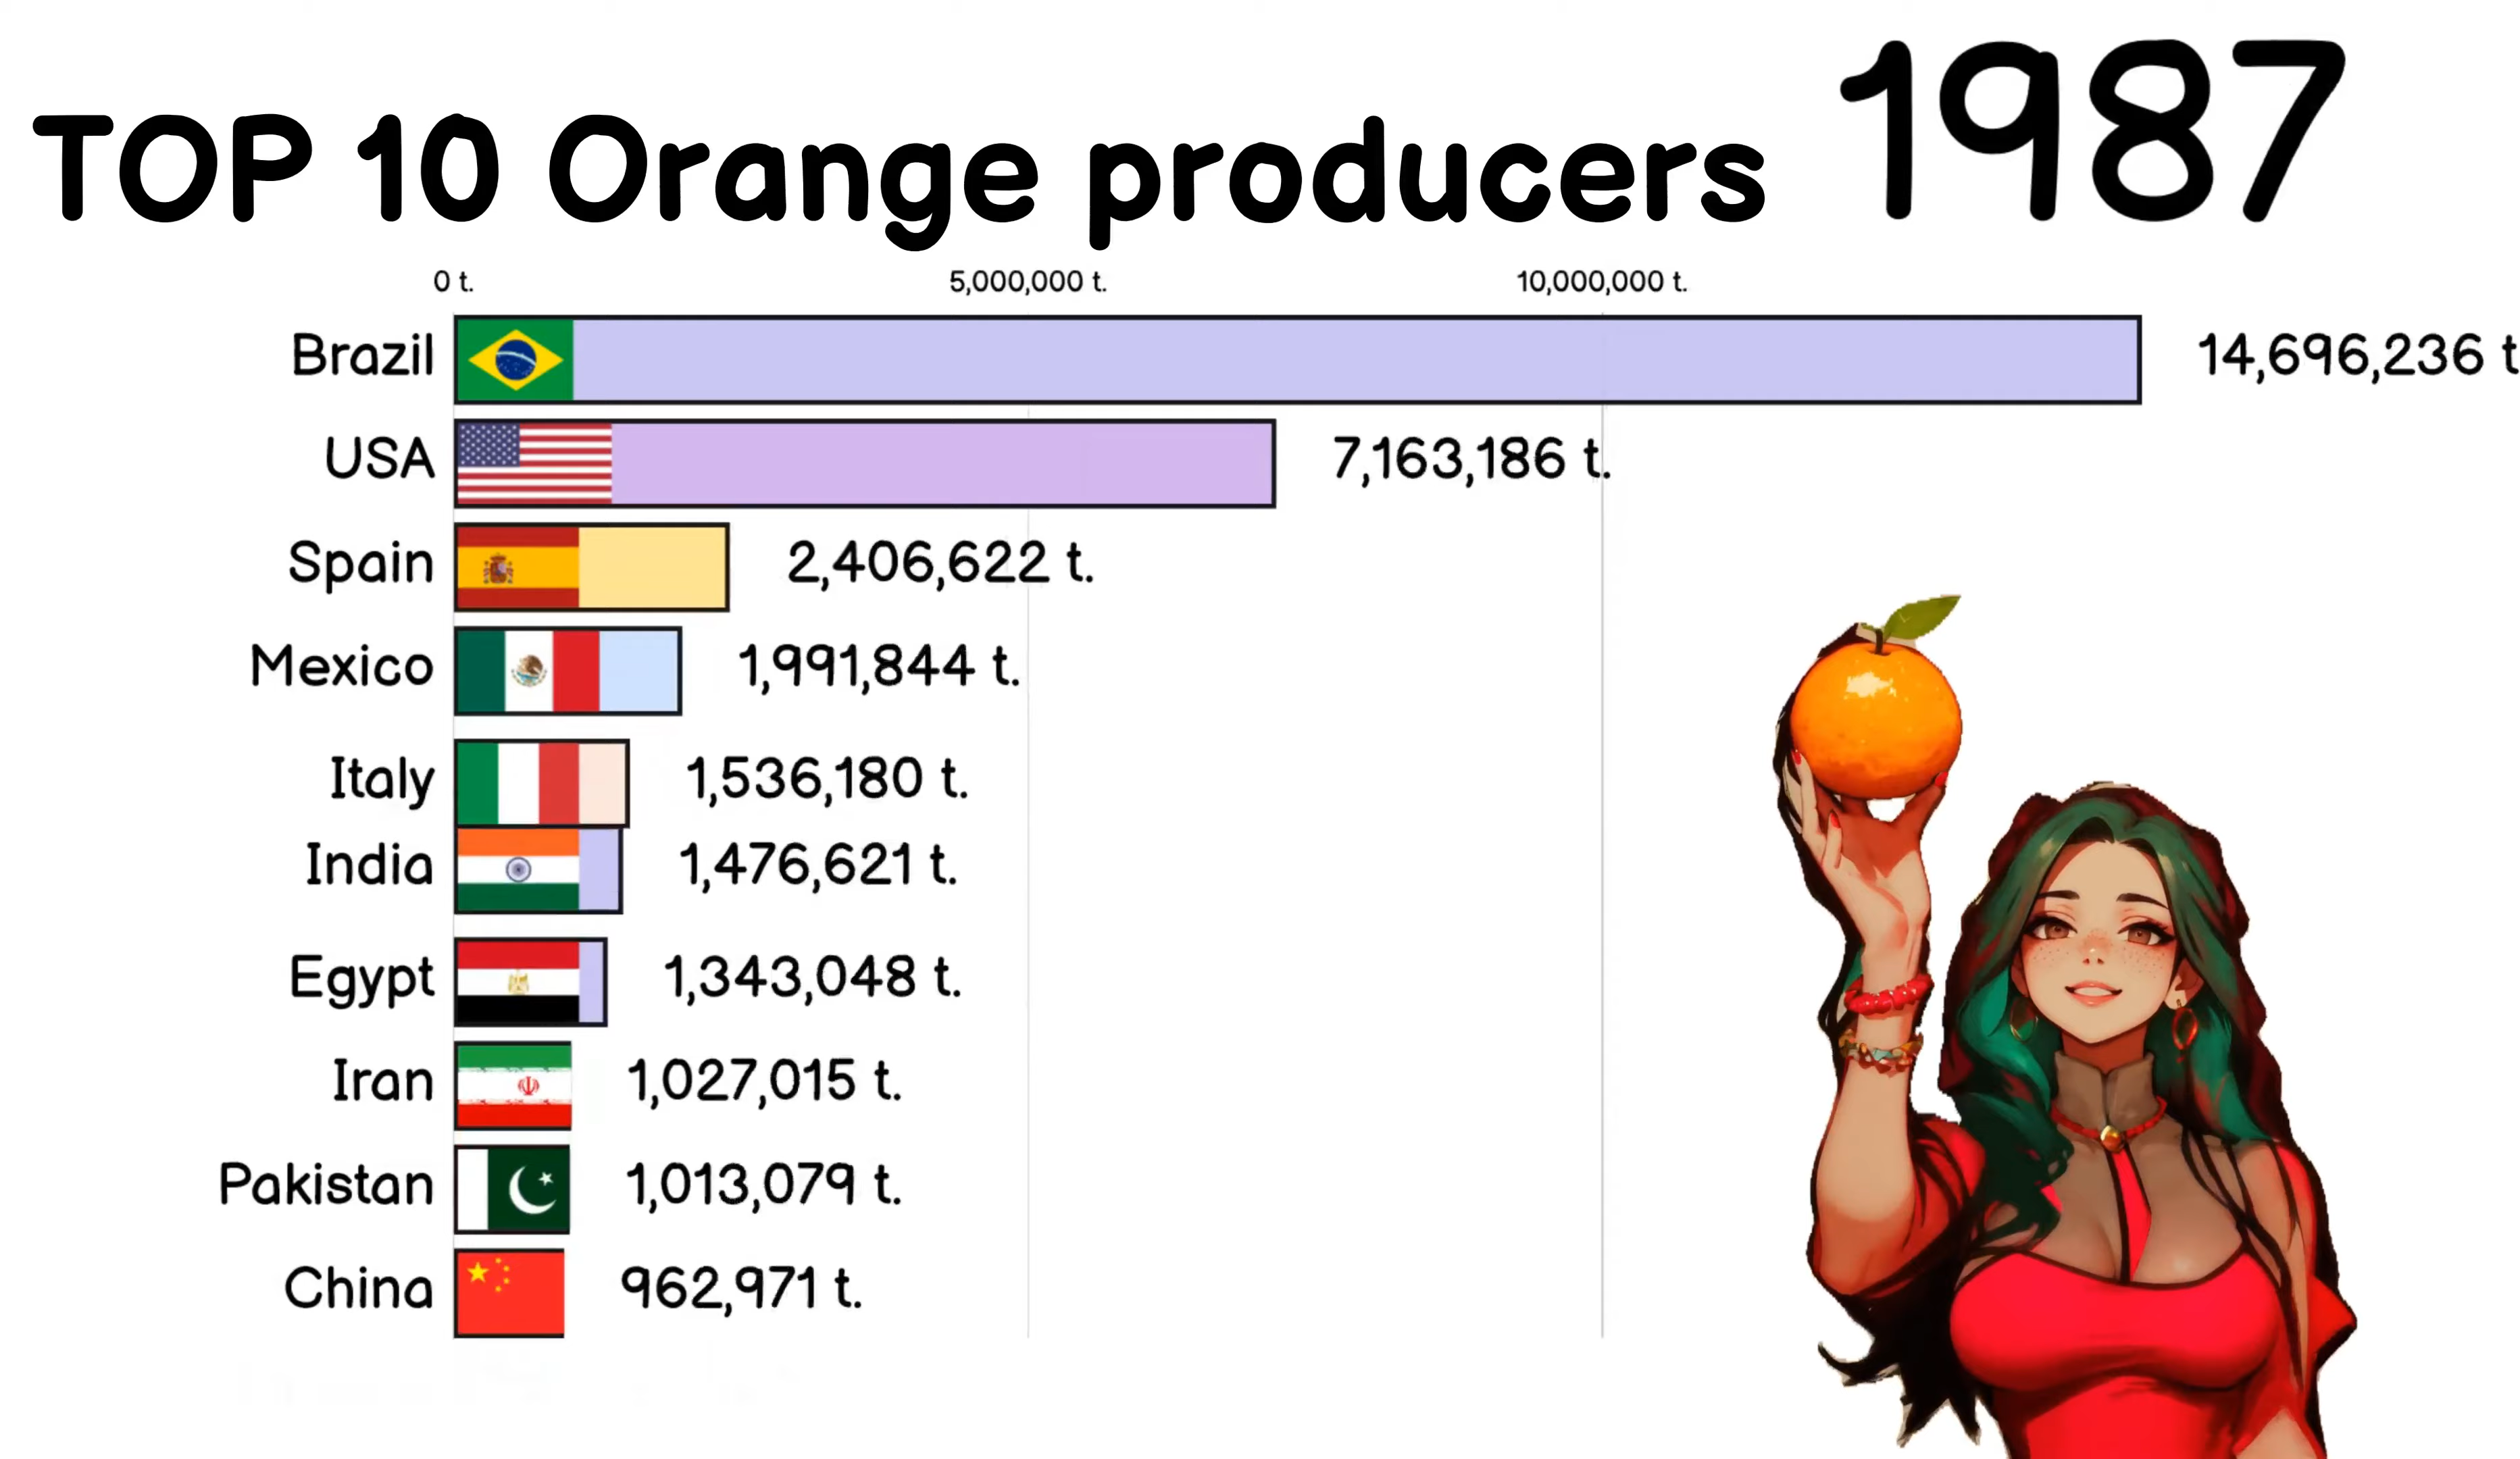 TOP 10 Orange producers 1987
0 t. 5,000,000 t. 10,000,000 t.
Brazil 14,696,236 t
USA 7,163,186 t.
Spain 2,406,622 t.
Mexico 1,991,844 t.
Italy 1,536,180 t.
India 1,476,621 t.
Egypt 1,343,048 t.
Iran 1,027,015 t.
Pakistan 1,013,079 t.
China 962,971 t.